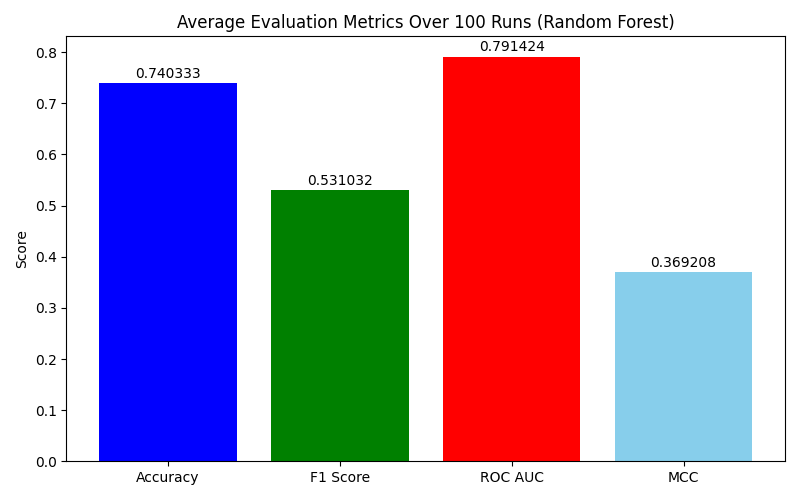 Average Evaluation Metrics Over 100 Runs (Random Forest)
Score
0.8
0.7
0.6
0.5
0.4
0.3
0.2
0.1
0.0
0.740333
0.531032
0.791424
0.369208
Accuracy
F1 Score
ROC AUC
MCC